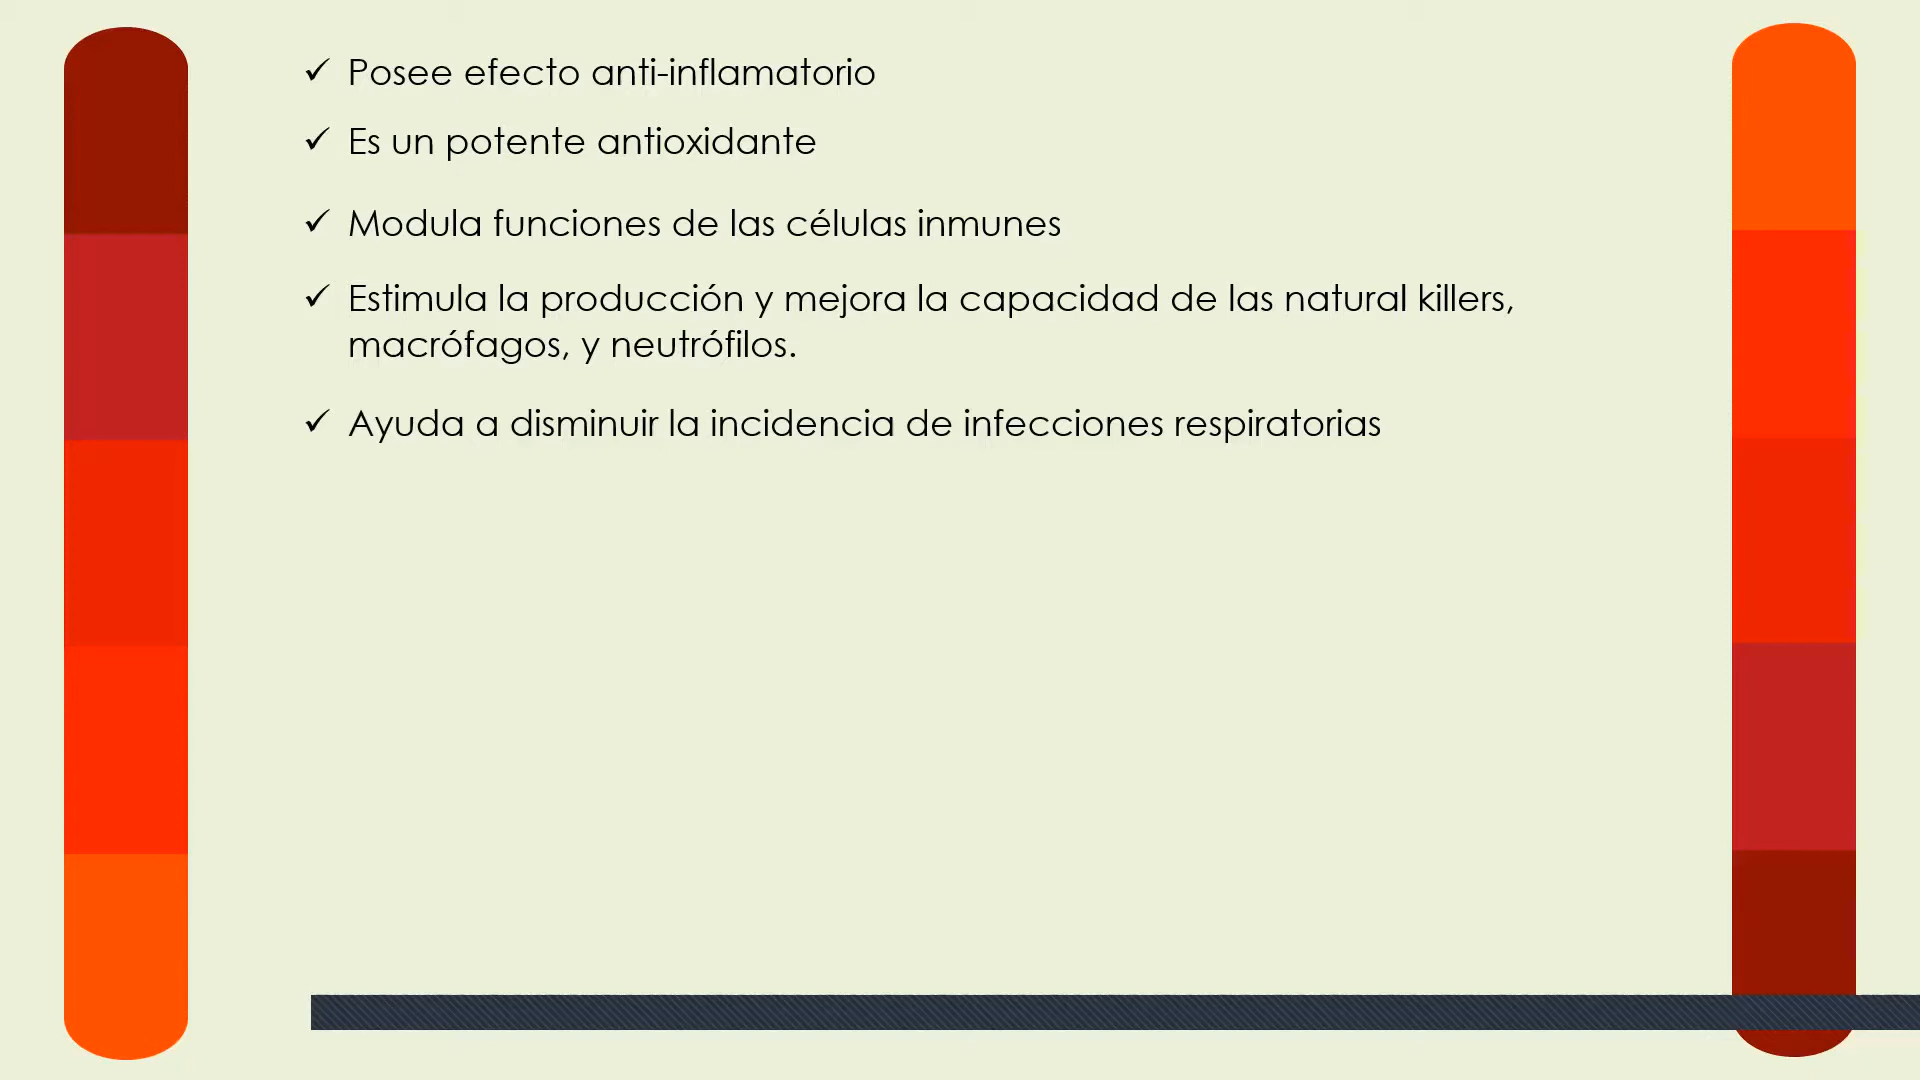 ✓ Posee efecto anti-inflamatorio
✓ Es un potente antioxidante
✓ Modula funciones de las células inmunes
✓ Estimula la producción y mejora la capacidad de las natural killers,
macrófagos, y neutrófilos.
✓ Ayuda a disminuir la incidencia de infecciones respiratorias